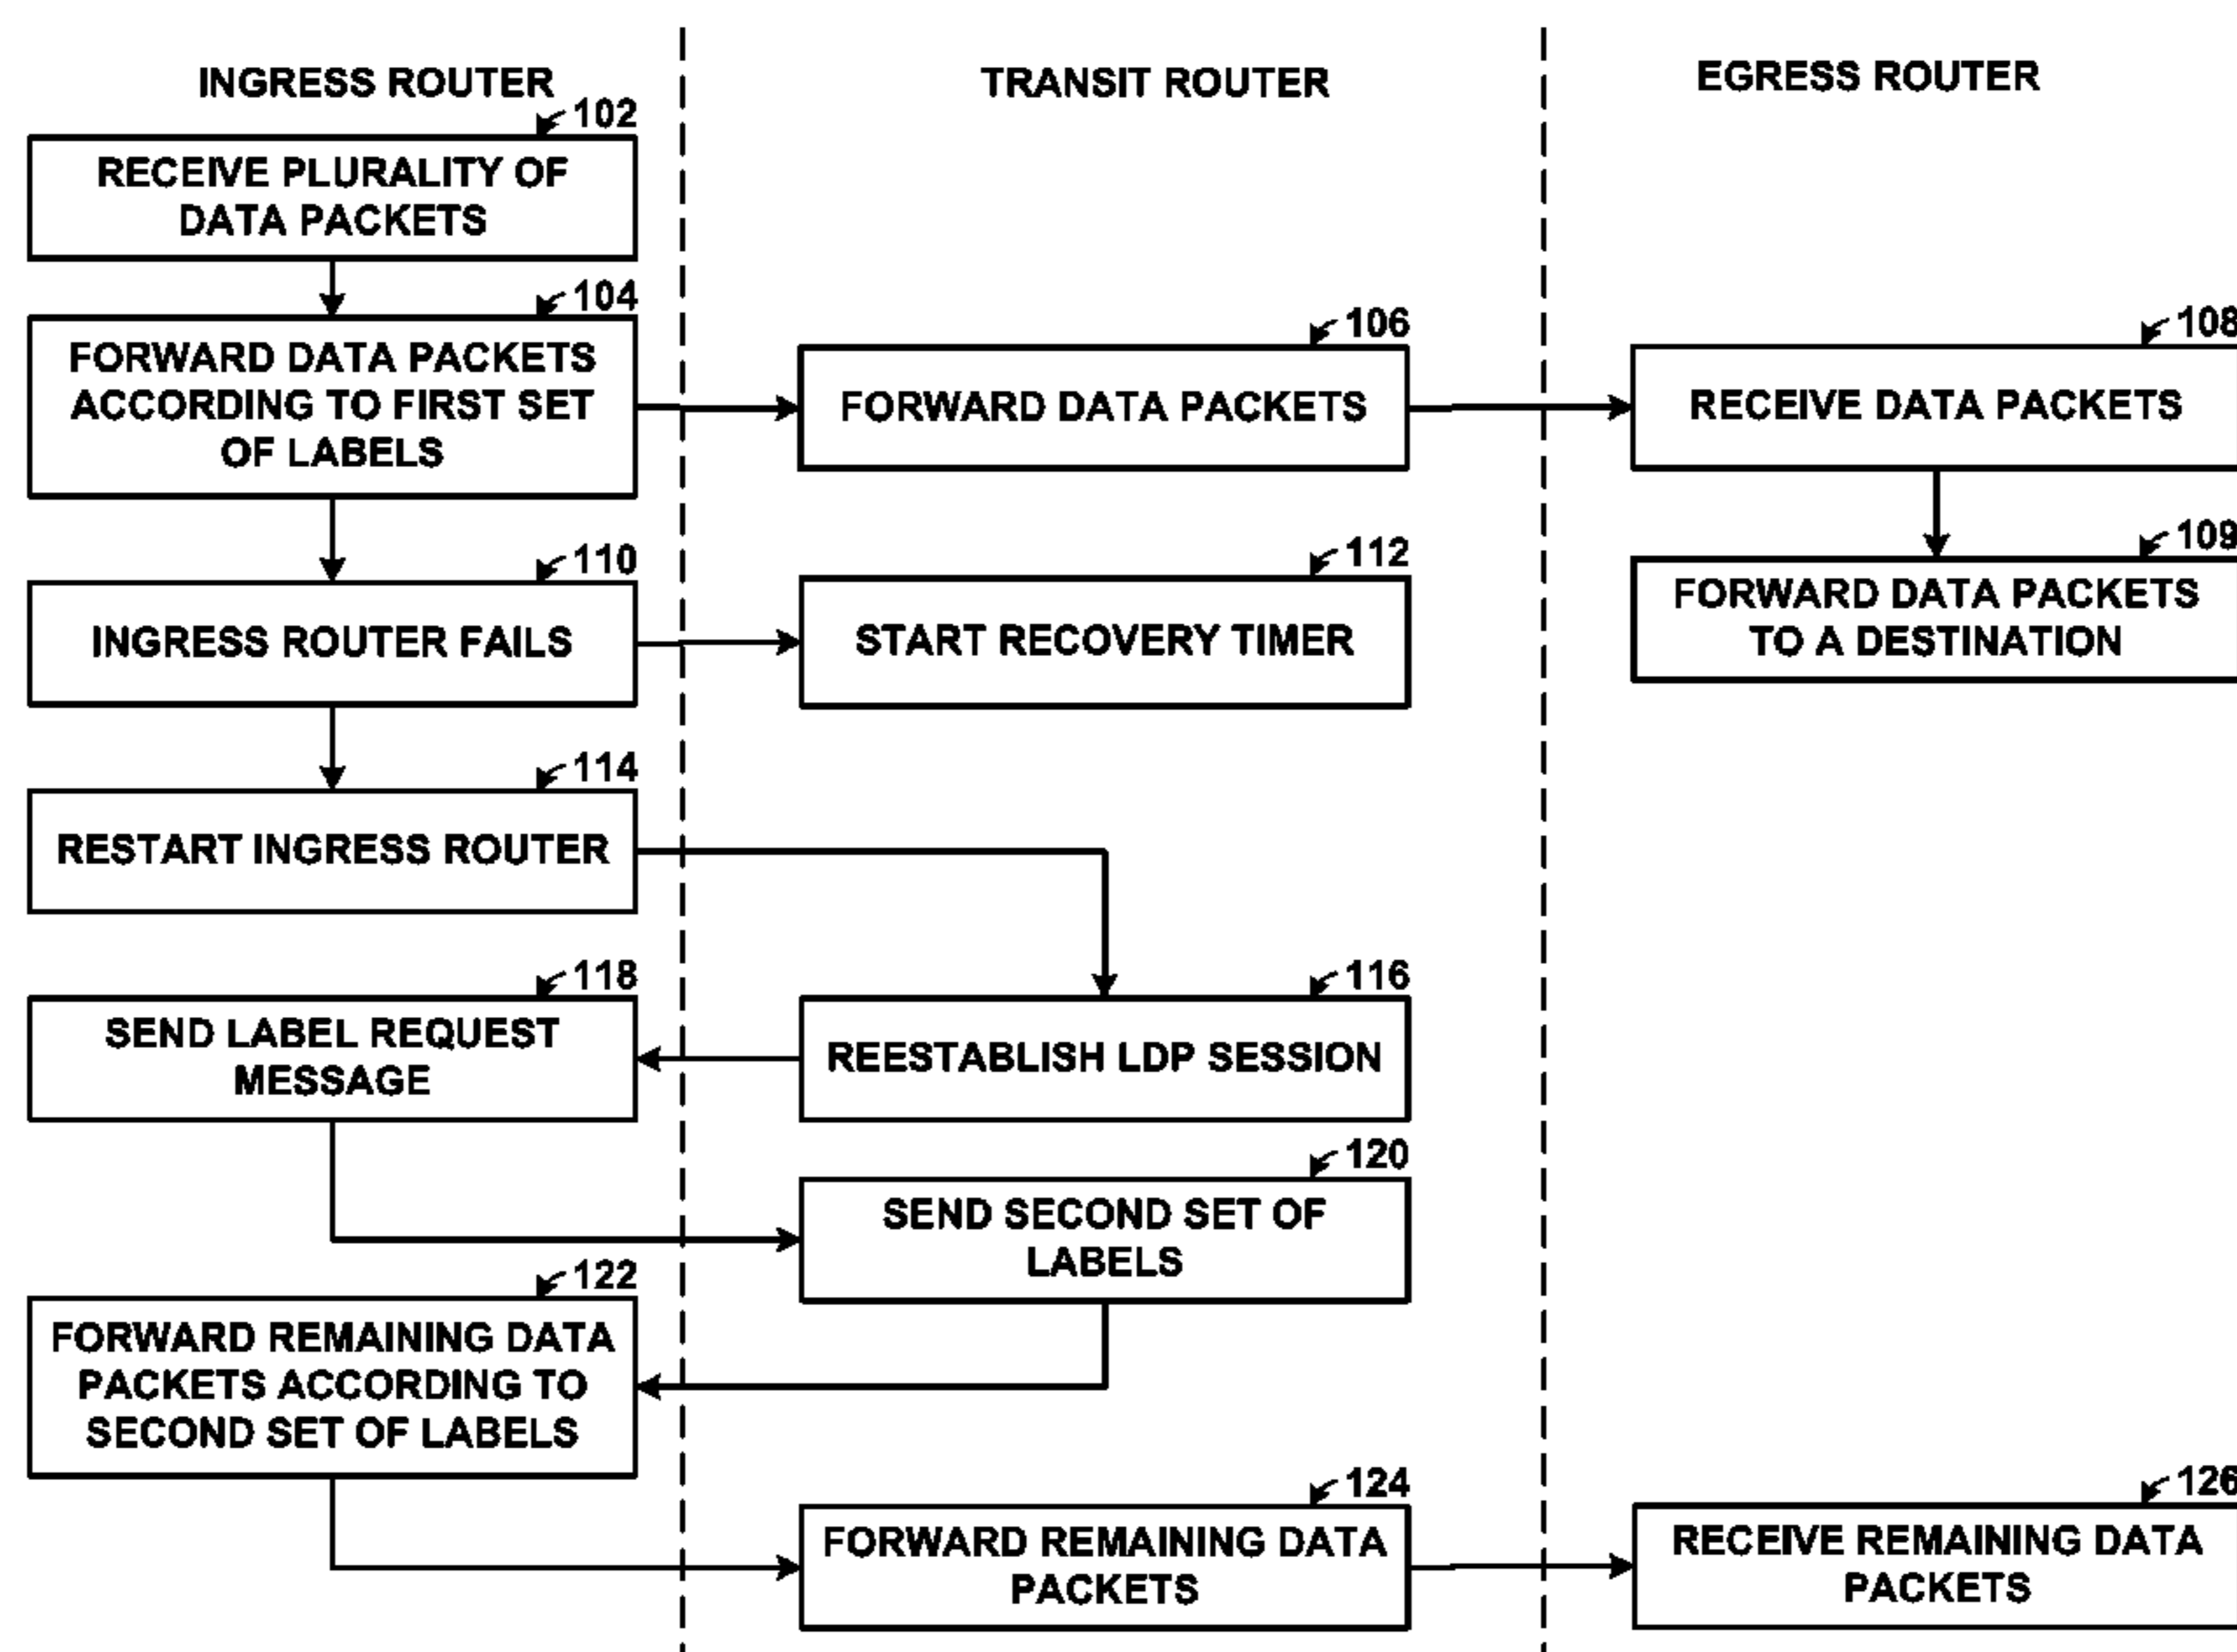 INGRESS ROUTER
TRANSIT ROUTER
EGRESS ROUTER
102
RECEIVE PLURALITY OF
DATA PACKETS
104
FORWARD DATA PACKETS
ACCORDING TO FIRST SET
OF LABELS
106
FORWARD DATA PACKETS
108
RECEIVE DATA PACKETS
109
FORWARD DATA PACKETS
TO A DESTINATION
110
INGRESS ROUTER FAILS
112
START RECOVERY TIMER
114
RESTART INGRESS ROUTER
116
REESTABLISH LDP SESSION
118
SEND LABEL REQUEST
MESSAGE
120
SEND SECOND SET OF
LABELS
122
FORWARD REMAINING DATA
PACKETS ACCORDING TO
SECOND SET OF LABELS
124
FORWARD REMAINING DATA
PACKETS
126
RECEIVE REMAINING DATA
PACKETS